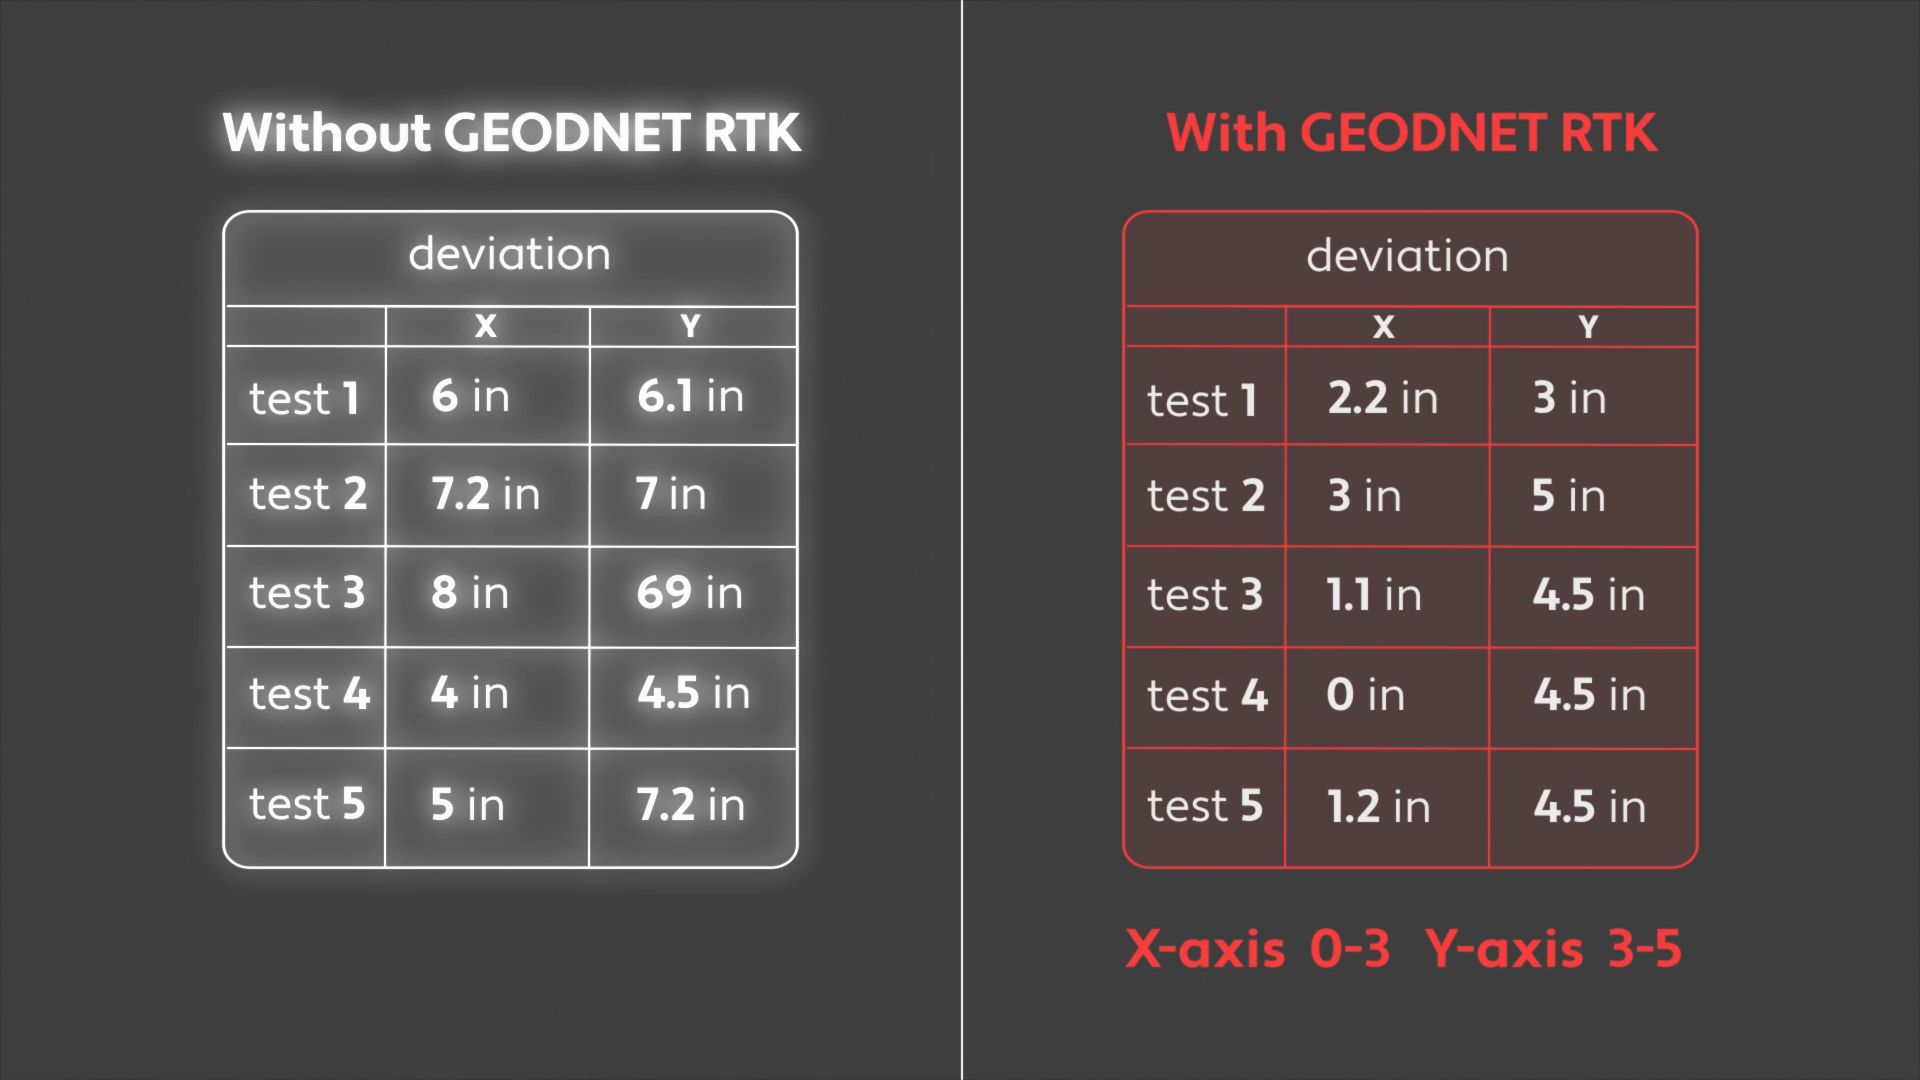 Without GEODNET RTK
deviation
X Y
test 1 6 in 6.1 in
test 2 7.2 in 7 in
test 3 8 in 69 in
test 4 4 in 4.5 in
test 5 5 in 7.2 in
With GEODNET RTK
deviation
X Y
test 1 2.2 in 3 in
test 2 3 in 5 in
test 3 1.1 in 4.5 in
test 4 0 in 4.5 in
test 5 1.2 in 4.5 in
X-axis 0-3 Y-axis 3-5